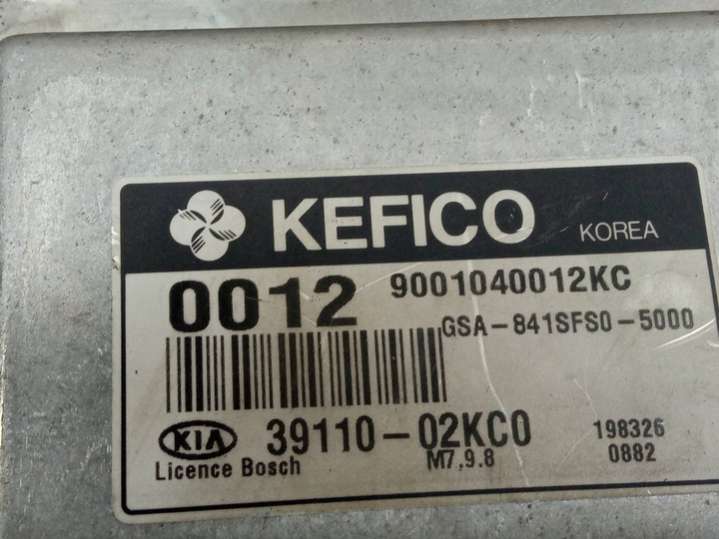 KEFICO KOREA
0012 9001040012KC
GSA-841SFS0-5000
KIA 39110-02KC0 198326
Licence Bosch M7.9.8 0882